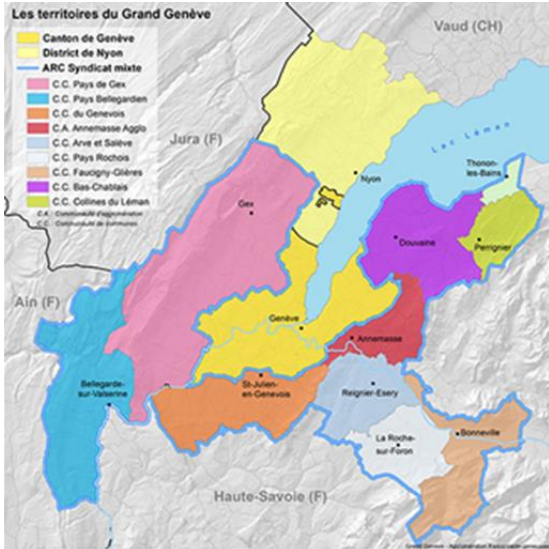 Les territoires du Grand Genève
Canton de Genève
District de Nyon
ARC Syndicat mixte
C.C. Pays de Gex
C.C. Pays Bellegardien
C.C. du Genevois
C.A. Annemasse Agglo
C.C. Arve et Salève
C.C. Pays Rochois
C.C. Faucigny-Glières
C.C. Bas-Chablais
C.C. Collines du Léman
C.A. : Communauté d'agglomération
C.C. : Communauté de communes
Vaud (CH)
Jura (F)
Lac Léman
Thonon-
les-Bains
Nyon
Gex
Douvaine
Perrignier
Ain (F)
Genève
Annemasse
Bellegarde-
sur-Valserine
St-Julien-
en-Genevois
Reignier-Esery
Bonneville
La Roche-
sur-Foron
Haute-Savoie (F)